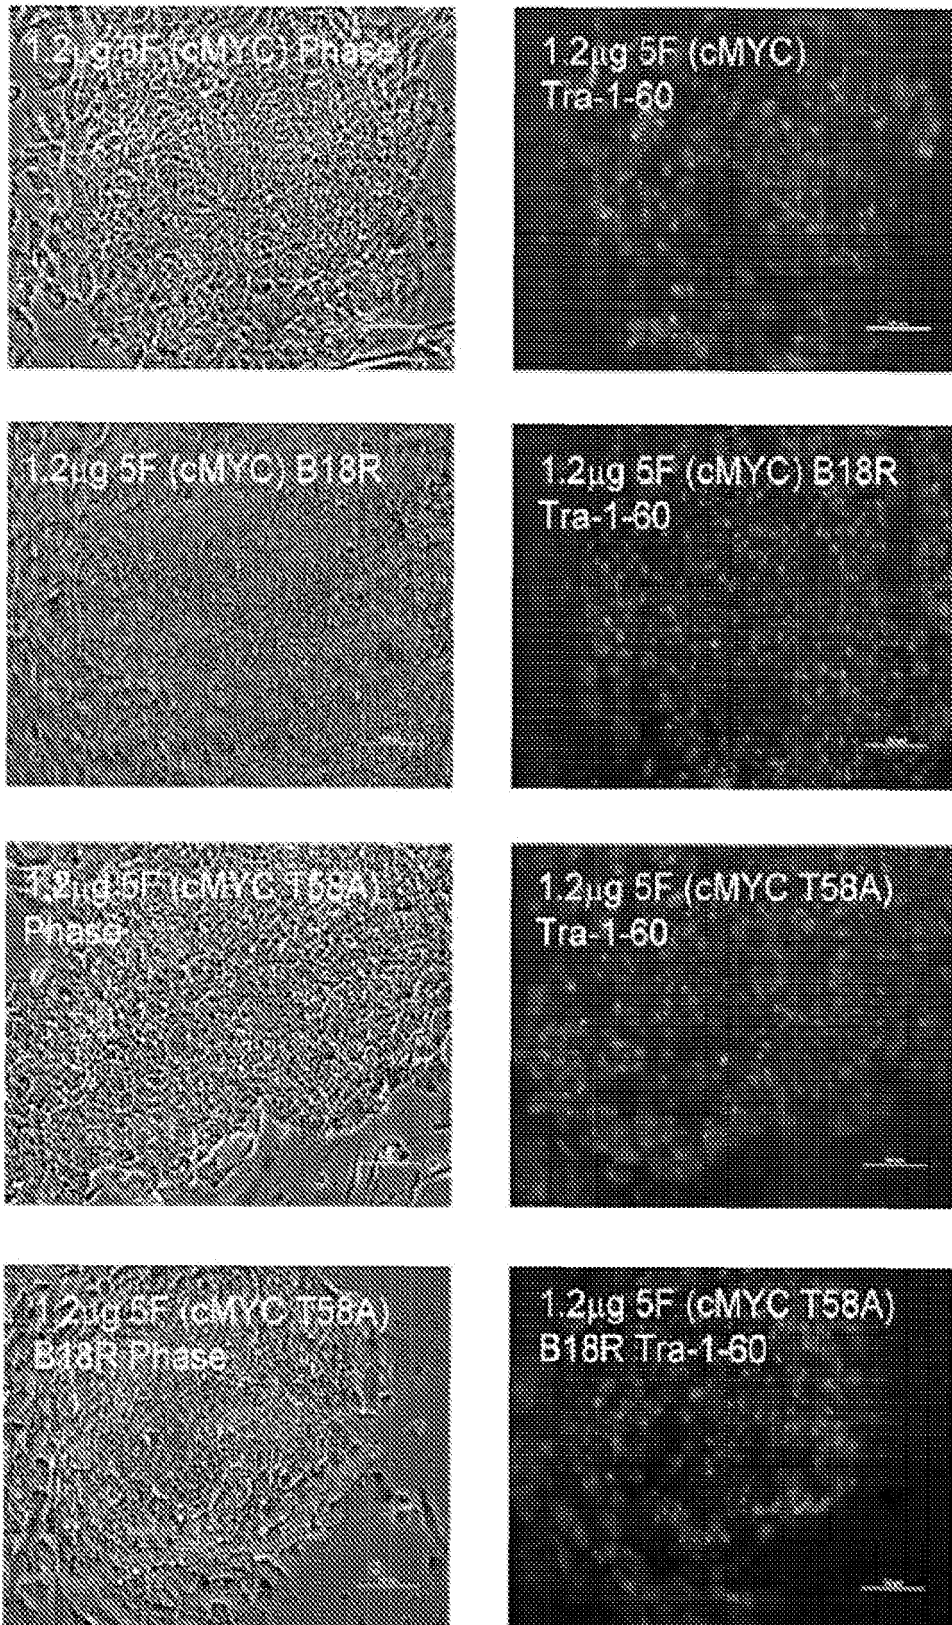 1.2µg 5F (cMYC) Phase
1.2µg 5F (cMYC)
Tra-1-60
1.2µg 5F (cMYC) B18R
1.2µg 5F (cMYC) B18R
Tra-1-60
1.2µg 5F (cMYC T58A)
Phase
1.2µg 5F (cMYC T58A)
Tra-1-60
1.2µg 5F (cMYC T58A)
B18R Phase
1.2µg 5F (cMYC T58A)
B18R Tra-1-60